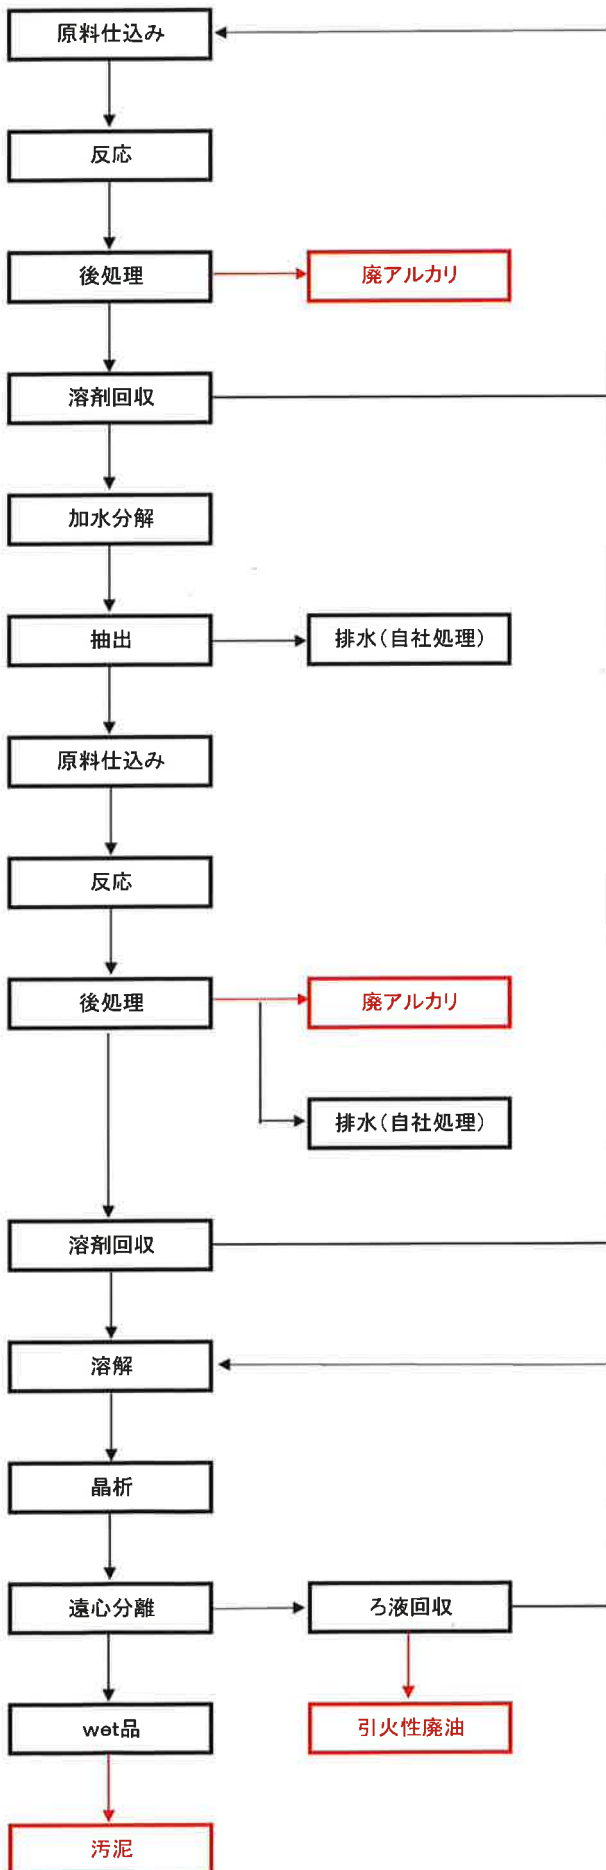 原料仕込み
反応
後処理
廃アルカリ
溶剤回収
加水分解
抽出
排水（自社処理）
原料仕込み
反応
後処理
廃アルカリ
排水（自社処理）
溶剤回収
溶解
晶析
遠心分離
ろ液回収
wet品
引火性廃油
汚泥